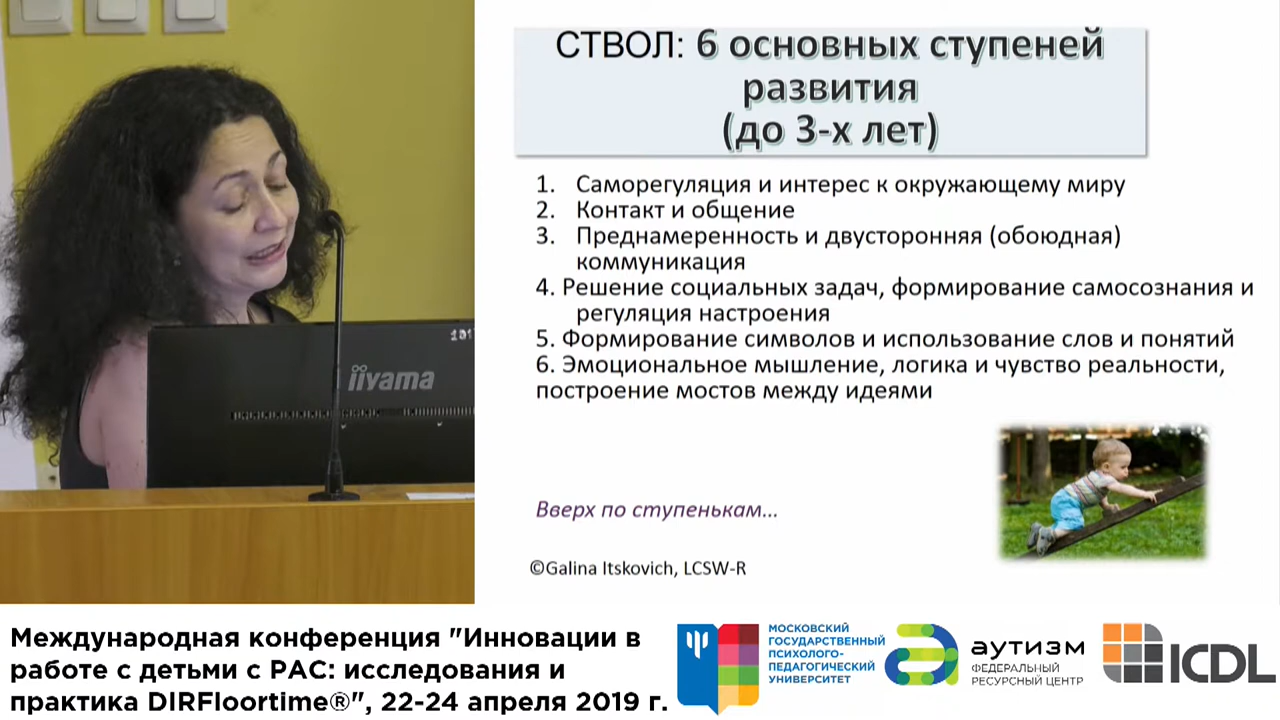 СТВОЛ: 6 основных ступеней
развития
(до 3-х лет)
1. Саморегуляция и интерес к окружающему миру
2. Контакт и общение
3. Преднамеренность и двусторонняя (обоюдная)
коммуникация
4. Решение социальных задач, формирование самосознания и
регуляция настроения
5. Формирование символов и использование слов и понятий
6. Эмоциональное мышление, логика и чувство реальности,
построение мостов между идеями
Вверх по ступенькам...
©Galina Itskovich, LCSW-R
iiyama
Международная конференция "Инновации в
работе с детьми с РАС: исследования и
практика DIRFloortime®", 22-24 апреля 2019 г.
МОСКОВСКИЙ
ГОСУДАРСТВЕННЫЙ
ПСИХОЛОГО-
ПЕДАГОГИЧЕСКИЙ
УНИВЕРСИТЕТ
аутизм
ФЕДЕРАЛЬНЫЙ
РЕСУРСНЫЙ ЦЕНТР
ICDL